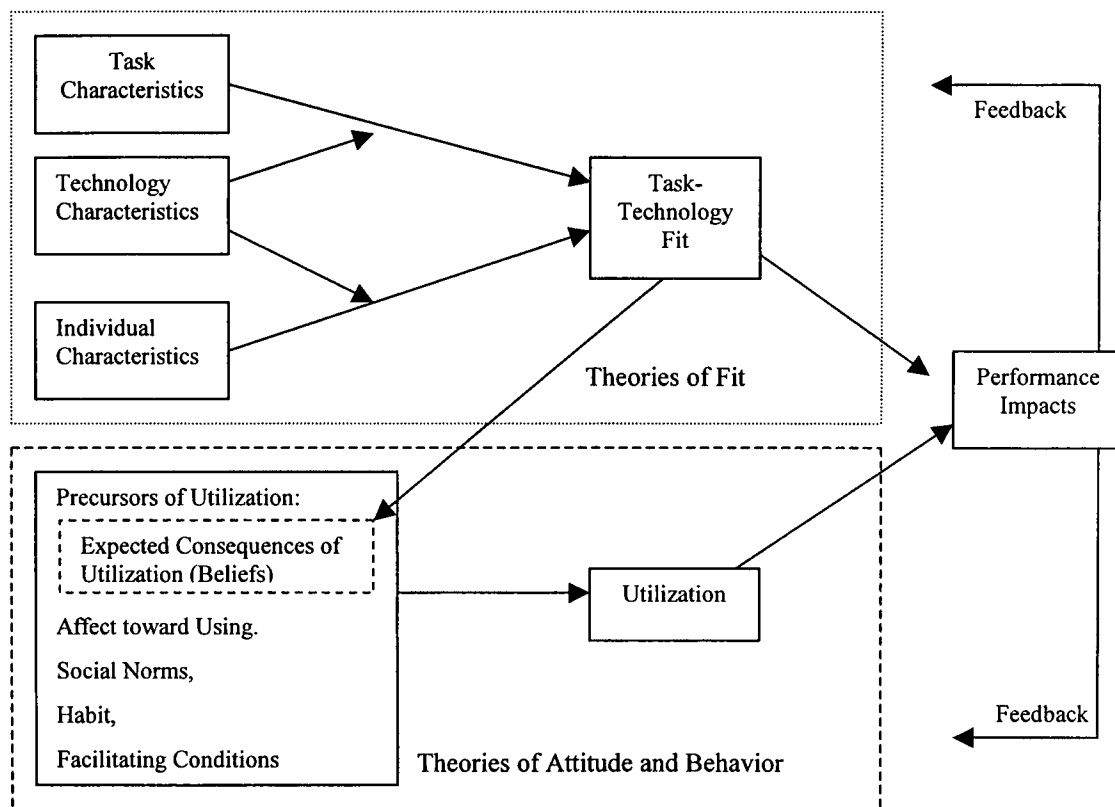 Task
Characteristics
Technology
Characteristics
Individual
Characteristics
Task-
Technology
Fit
Theories of Fit
Feedback
Performance
Impacts
Precursors of Utilization:
Expected Consequences of
Utilization (Beliefs)
Affect toward Using.
Social Norms,
Habit,
Facilitating Conditions
Utilization
Theories of Attitude and Behavior
Feedback